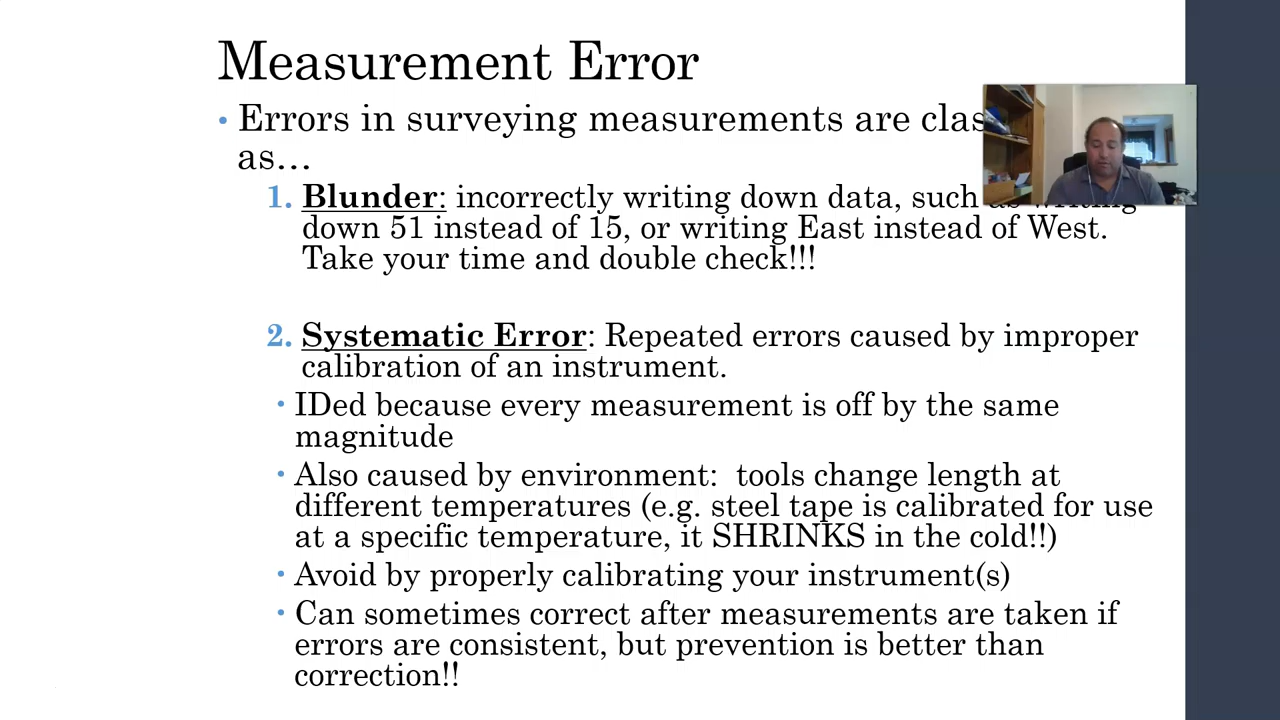 Measurement Error
• Errors in surveying measurements are
as…
1. Blunder: incorrectly writing down data, such
down 51 instead of 15, or writing East instead of West.
Take your time and double check!!!
2. Systematic Error: Repeated errors caused by improper
calibration of an instrument.
• IDed because every measurement is off by the same
magnitude
• Also caused by environment:  tools change length at
different temperatures (e.g. steel tape is calibrated for use
at a specific temperature, it SHRINKS in the cold!!)
• Avoid by properly calibrating your instrument(s)
• Can sometimes correct after measurements are taken if
errors are consistent, but prevention is better than
correction!!